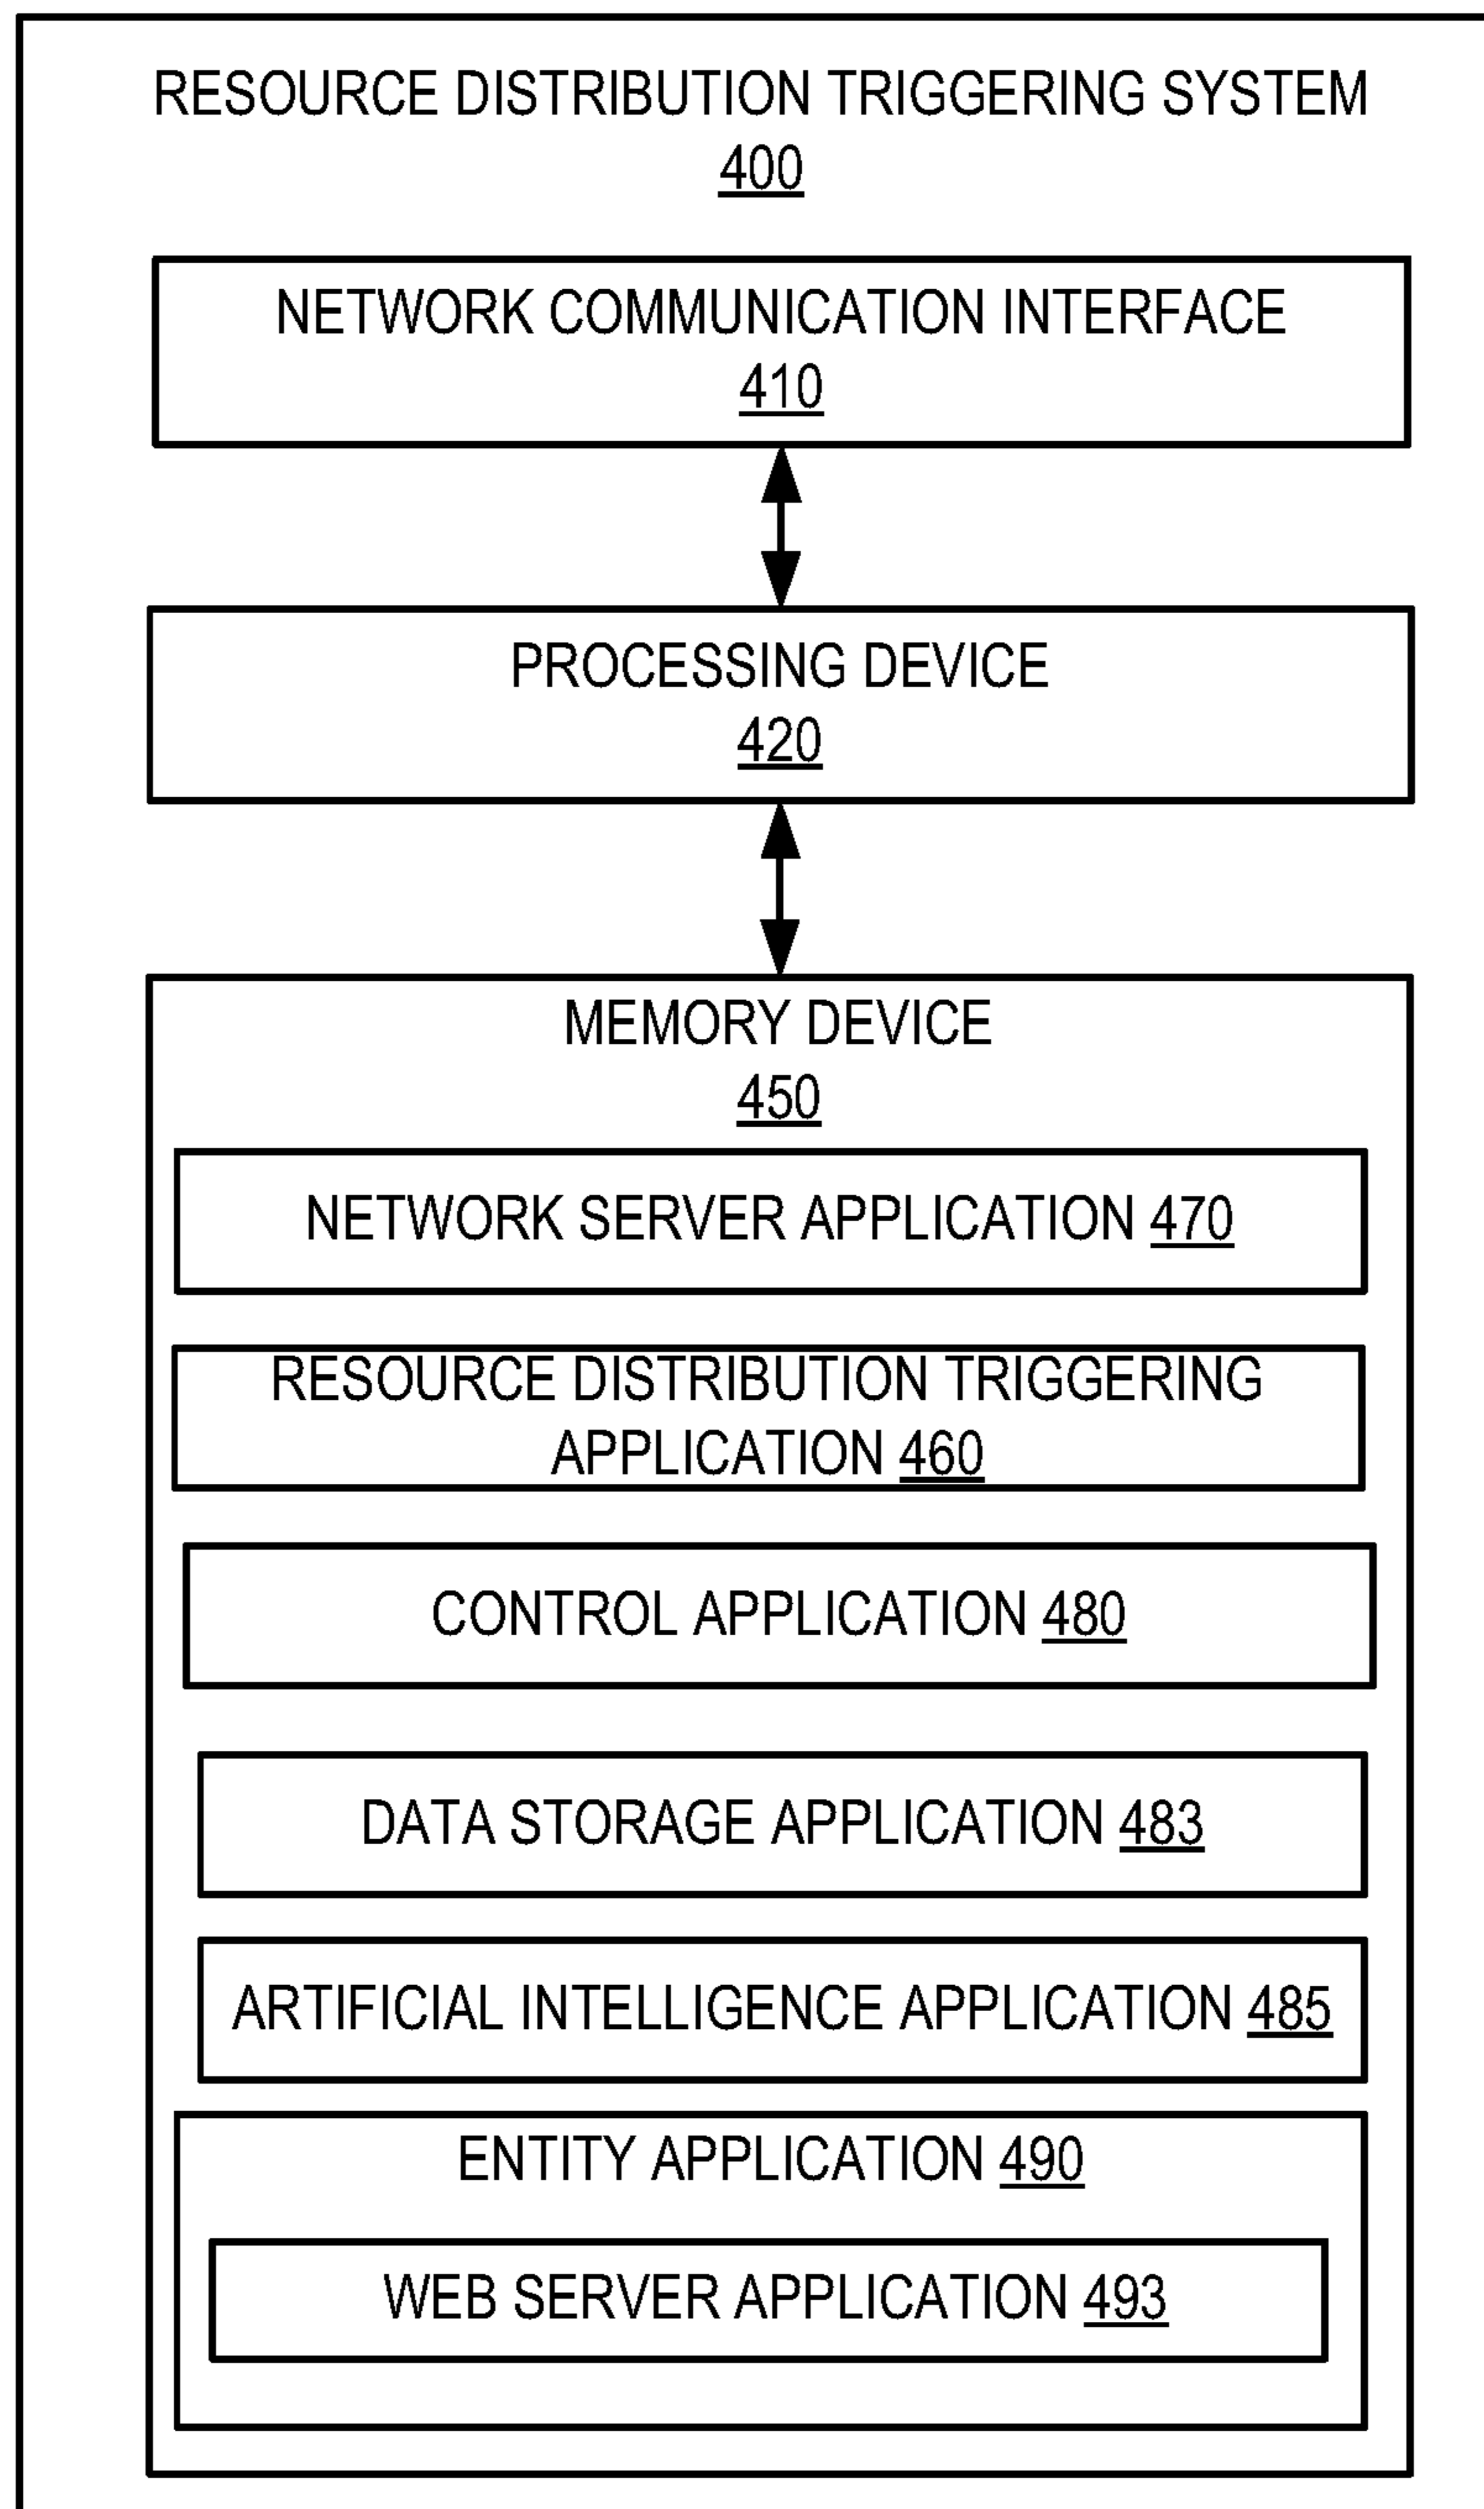 RESOURCE DISTRIBUTION TRIGGERING SYSTEM
400
NETWORK COMMUNICATION INTERFACE
410
PROCESSING DEVICE
420
MEMORY DEVICE
450
NETWORK SERVER APPLICATION 470
RESOURCE DISTRIBUTION TRIGGERING
APPLICATION 460
CONTROL APPLICATION 480
DATA STORAGE APPLICATION 483
ARTIFICIAL INTELLIGENCE APPLICATION 485
ENTITY APPLICATION 490
WEB SERVER APPLICATION 493